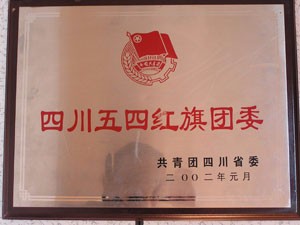 四川五四红旗团委
共青团四川省委
二〇〇二年元月